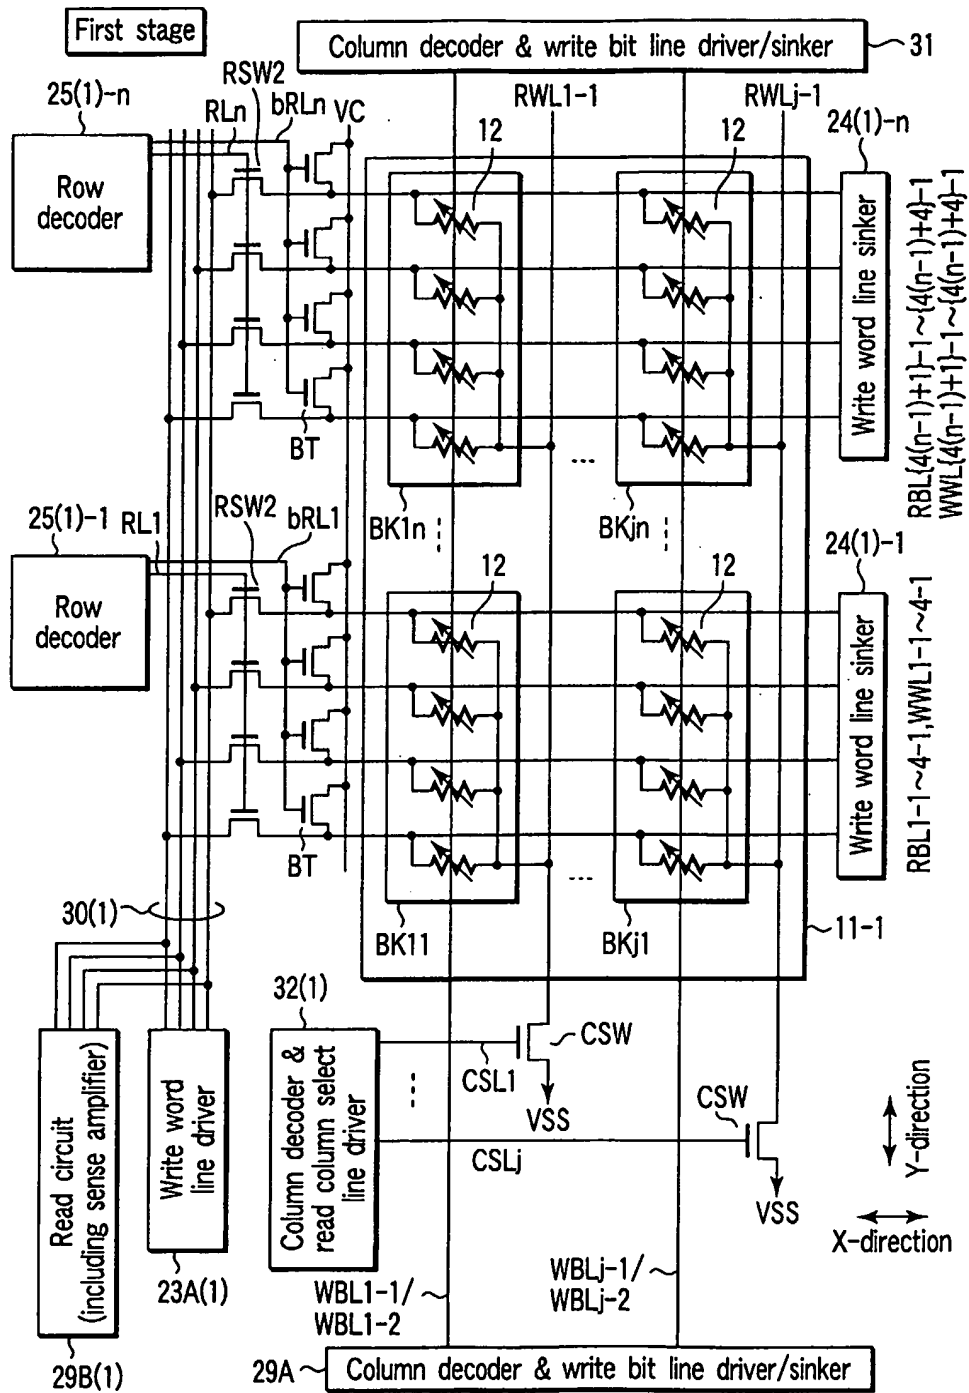 First stage
Column decoder & write bit line driver/sinker
31
25(1)-n
RLn
RSW2
bRLn
VC
RWL1-1
RWLj-1
24(1)-n
12
12
Row
decoder
Write word line sinker
RBL{4(n-1)+1}-1~{4(n-1)+4}-1
WWL{4(n-1)+1}-1~{4(n-1)+4}-1
BT
...
BK1n
BKjn
25(1)-1
RL1
RSW2
bRL1
24(1)-1
12
12
Row
decoder
Write word line sinker
RBL1-1~4-1,WWL1-1~4-1
BT
...
30(1)
BK11
BKj1
11-1
32(1)
Column decoder &
read column select
line driver
CSL1
CSW
VSS
CSLj
CSW
VSS
Y-direction
X-direction
Read circuit
(including sense amplifier)
Write word
line driver
23A(1)
29B(1)
WBL1-1/
WBL1-2
WBLj-1/
WBLj-2
29A
Column decoder & write bit line driver/sinker